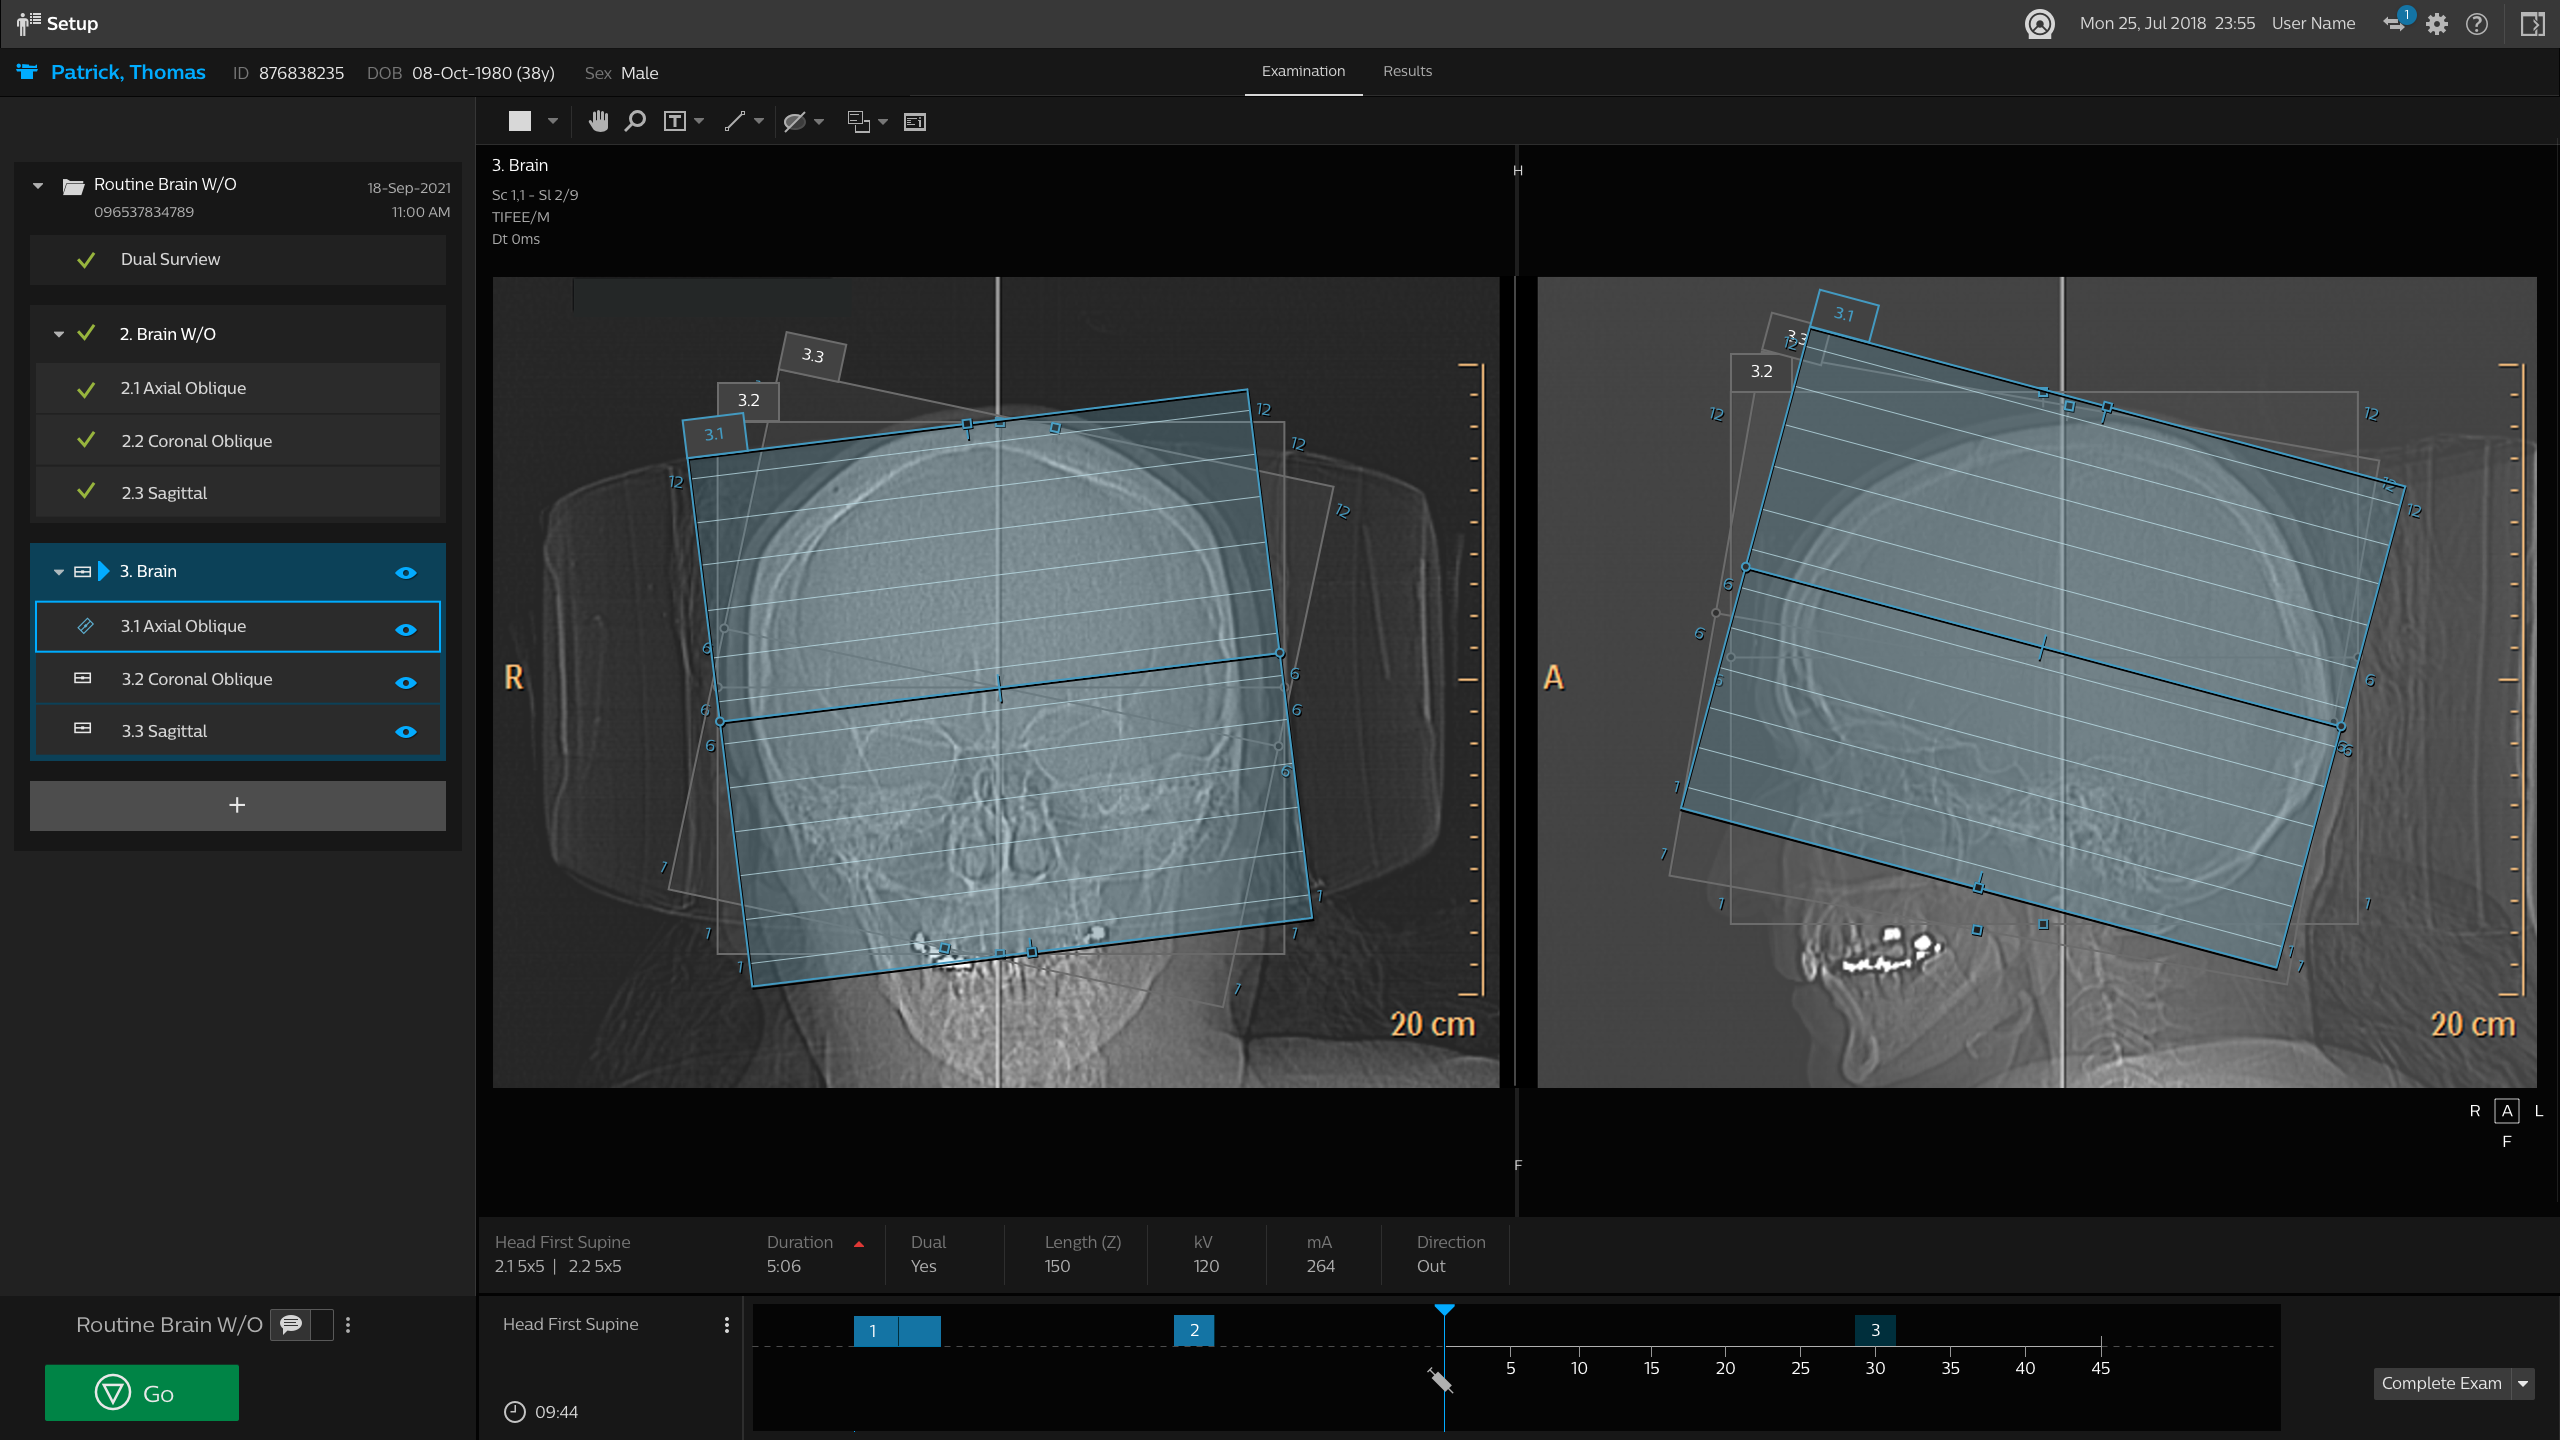 Setup
1
Mon 25, Jul 2018 23:55 User Name
Patrick, Thomas ID 876838235 DOB 08-Oct-1980 (38y) Sex Male
Examination Results
T
Routine Brain W/O 18-Sep-2021
096537834789 11:00 AM
Dual Surview
2. Brain W/O
2.1 Axial Oblique
2.2 Coronal Oblique
2.3 Sagittal
3. Brain
3.1 Axial Oblique
3.2 Coronal Oblique
3.3 Sagittal
+
3. Brain
Sc 1,1 - Sl 2/9
TIFEE/M
Dt 0ms
H
3.3
3.2
3.1
12
12
12
12
6
6
6
6
6
6
R
1
1
1
1
1
1
20 cm
3.1
3.3
12
3.2
12
12
12
12
6
6
6
6
6
6
A
1
1
1
1
1
1
20 cm
R A L
F
F
Head First Supine
2.1 5x5 | 2.2 5x5
Duration
5:06
Dual
Yes
Length (Z)
150
kV
120
mA
264
Direction
Out
Routine Brain W/O
Go
Head First Supine
09:44
1 2 3
5 10 15 20 25 30 35 40 45
Complete Exam